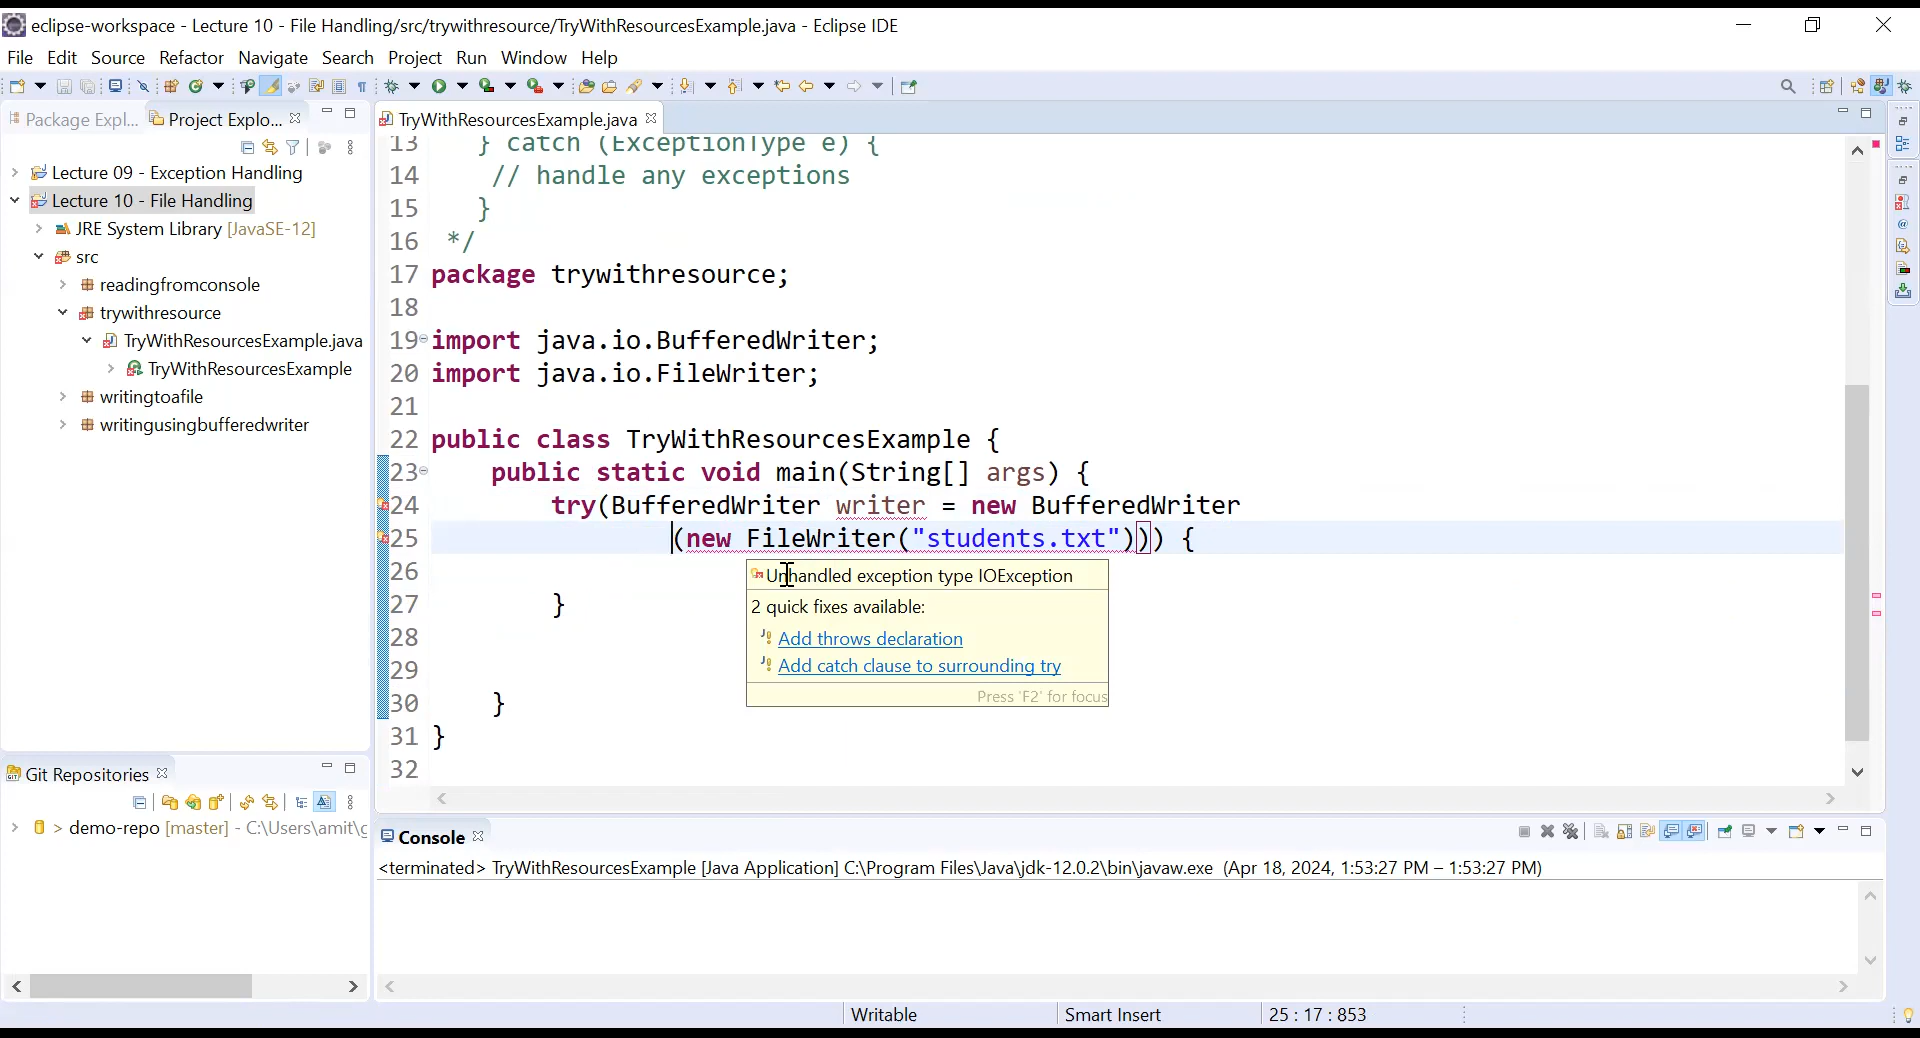 eclipse-workspace - Lecture 10 - File Handling/src/trywithresource/TryWithResourcesExample.java - Eclipse IDE
File Edit Source Refactor Navigate Search Project Run Window Help
Package Expl... Project Explo...
Lecture 09 - Exception Handling
Lecture 10 - File Handling
JRE System Library [JavaSE-12]
src
readingfromconsole
trywithresource
TryWithResourcesExample.java
TryWithResourcesExample
writingtoafile
writingusingbufferedwriter
Git Repositories
> demo-repo [master] - C:\Users\amit\g
TryWithResourcesExample.java
13 } catch (ExceptionType e) {
14 // handle any exceptions
15 }
16 */
17 package trywithresource;
18
19 import java.io.BufferedWriter;
20 import java.io.FileWriter;
21
22 public class TryWithResourcesExample {
23 public static void main(String[] args) {
24 try(BufferedWriter writer = new BufferedWriter
25 (new FileWriter("students.txt"))) {
26
27 }
28
29
30 }
31 }
32
Unhandled exception type IOException
2 quick fixes available:
Add throws declaration
Add catch clause to surrounding try
Press 'F2' for focus
Console
<terminated> TryWithResourcesExample [Java Application] C:\Program Files\Java\jdk-12.0.2\bin\javaw.exe (Apr 18, 2024, 1:53:27 PM – 1:53:27 PM)
Writable Smart Insert 25 : 17 : 853